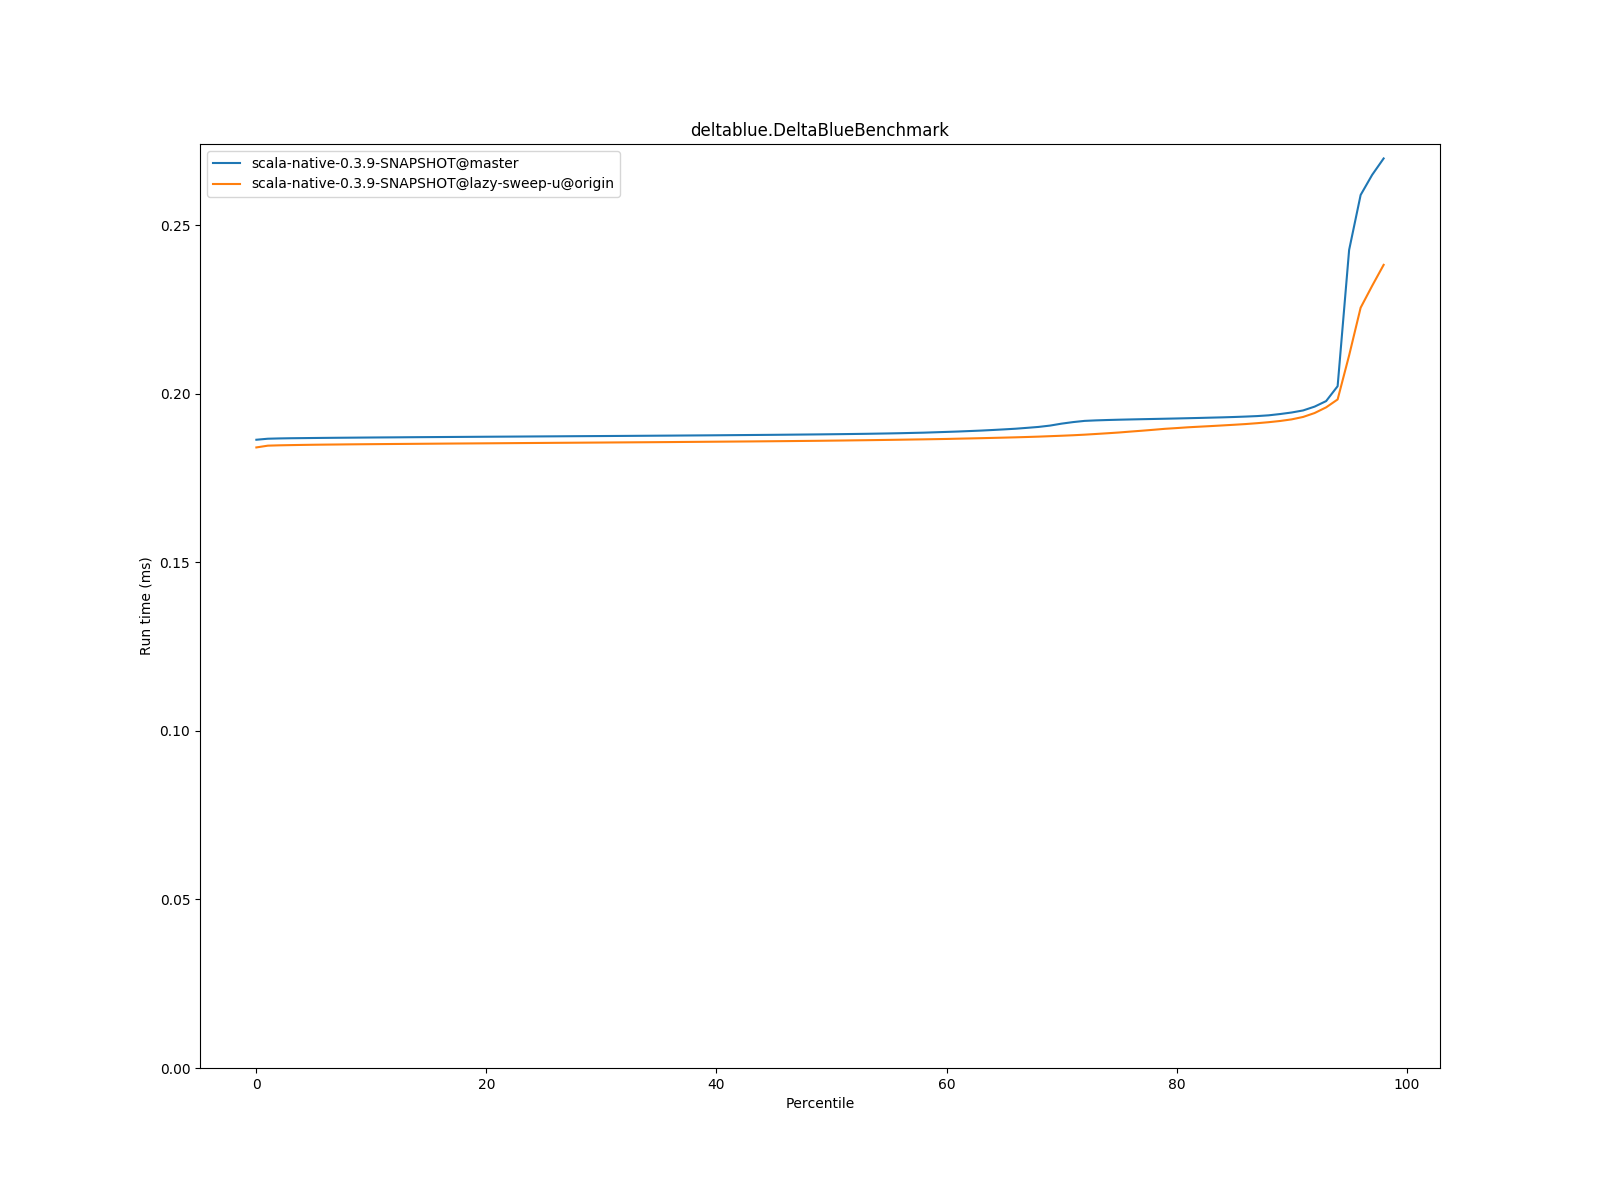 deltablue.DeltaBlueBenchmark
scala-native-0.3.9-SNAPSHOT@master
scala-native-0.3.9-SNAPSHOT@lazy-sweep-u@origin
0.25
0.20
0.15
0.10
0.05
0.00
Run time (ms)
0 20 40 60 80 100
Percentile